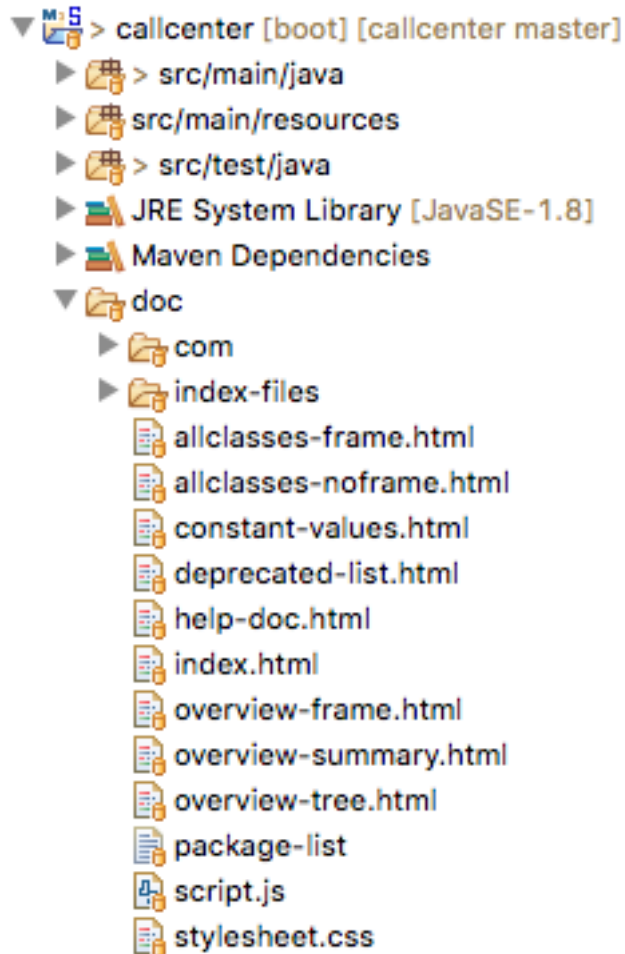 > callcenter [boot] [callcenter master]
> src/main/java
src/main/resources
> src/test/java
JRE System Library [JavaSE-1.8]
Maven Dependencies
doc
com
index-files
allclasses-frame.html
allclasses-noframe.html
constant-values.html
deprecated-list.html
help-doc.html
index.html
overview-frame.html
overview-summary.html
overview-tree.html
package-list
script.js
stylesheet.css